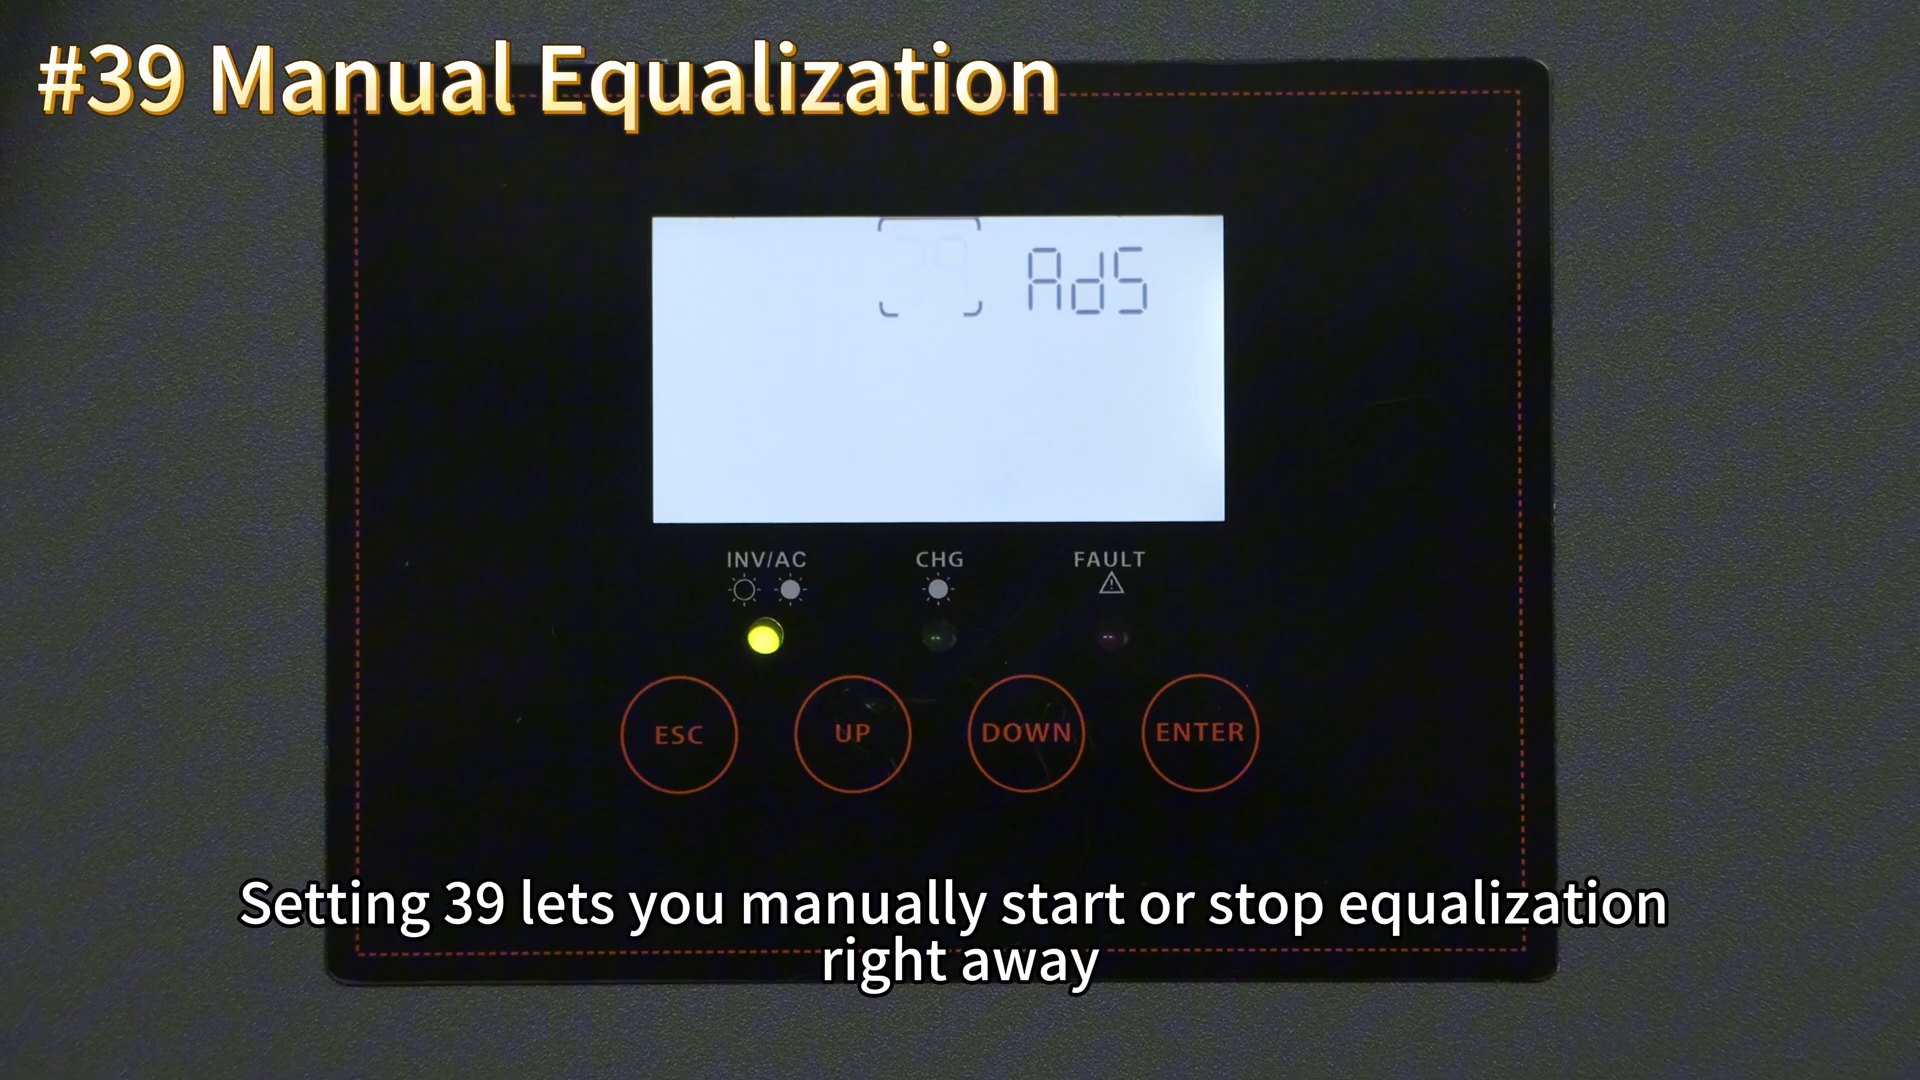 #39 Manual Equalization
39 AdS
INV/AC CHG FAULT
ESC UP DOWN ENTER
Setting 39 lets you manually start or stop equalization
right away